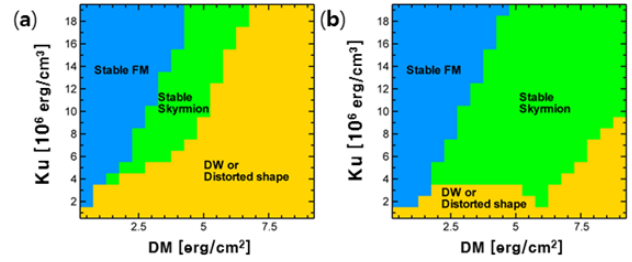 (a)
18
16
14
12
10
8
6
4
2
Ku [10⁶ erg/cm³]
Stable FM
Stable
Skyrmion
DW or
Distorted shape
2.5 5 7.5
DM [erg/cm²]
(b)
18
16
14
12
10
8
6
4
2
Ku [10⁶ erg/cm³]
Stable FM
Stable
Skyrmion
DW or
Distorted shape
2.5 5 7.5
DM [erg/cm²]